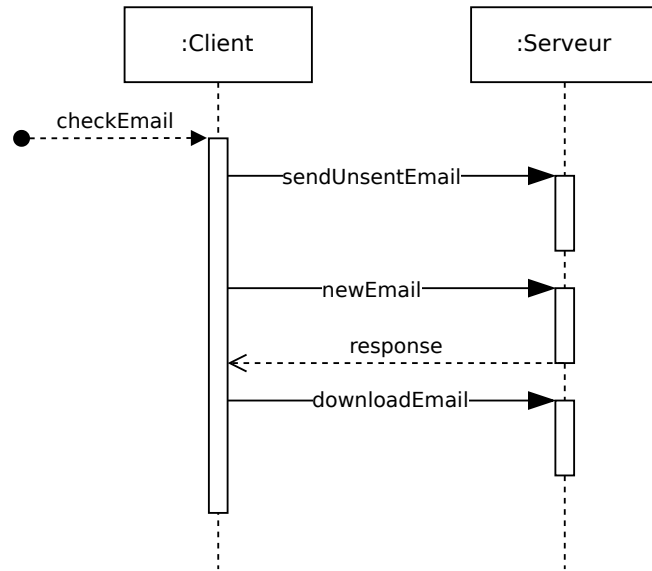 :Client
:Serveur
checkEmail
sendUnsentEmail
newEmail
response
downloadEmail